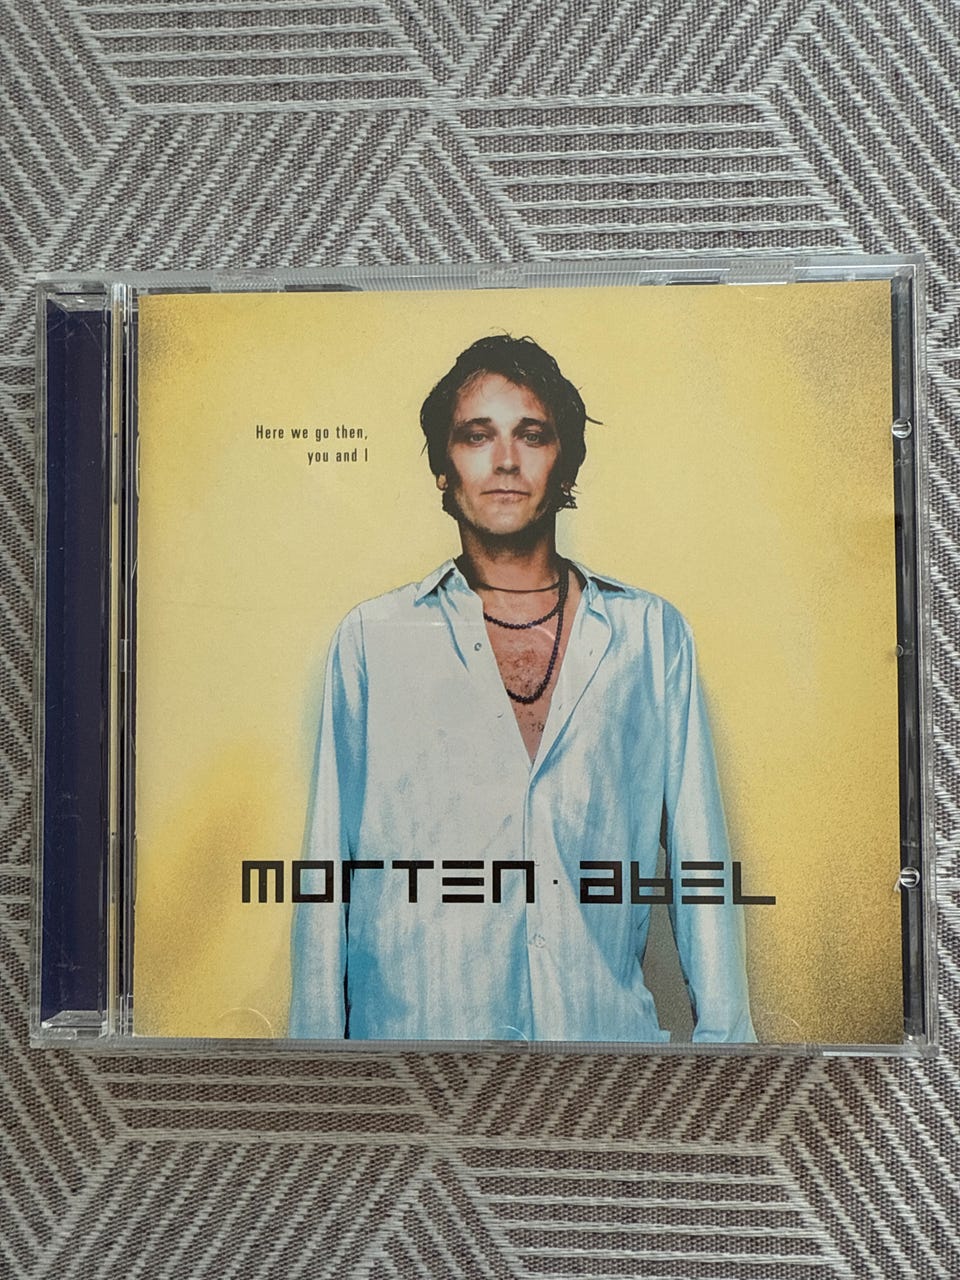 Here we go then,
you and I
morten · abel